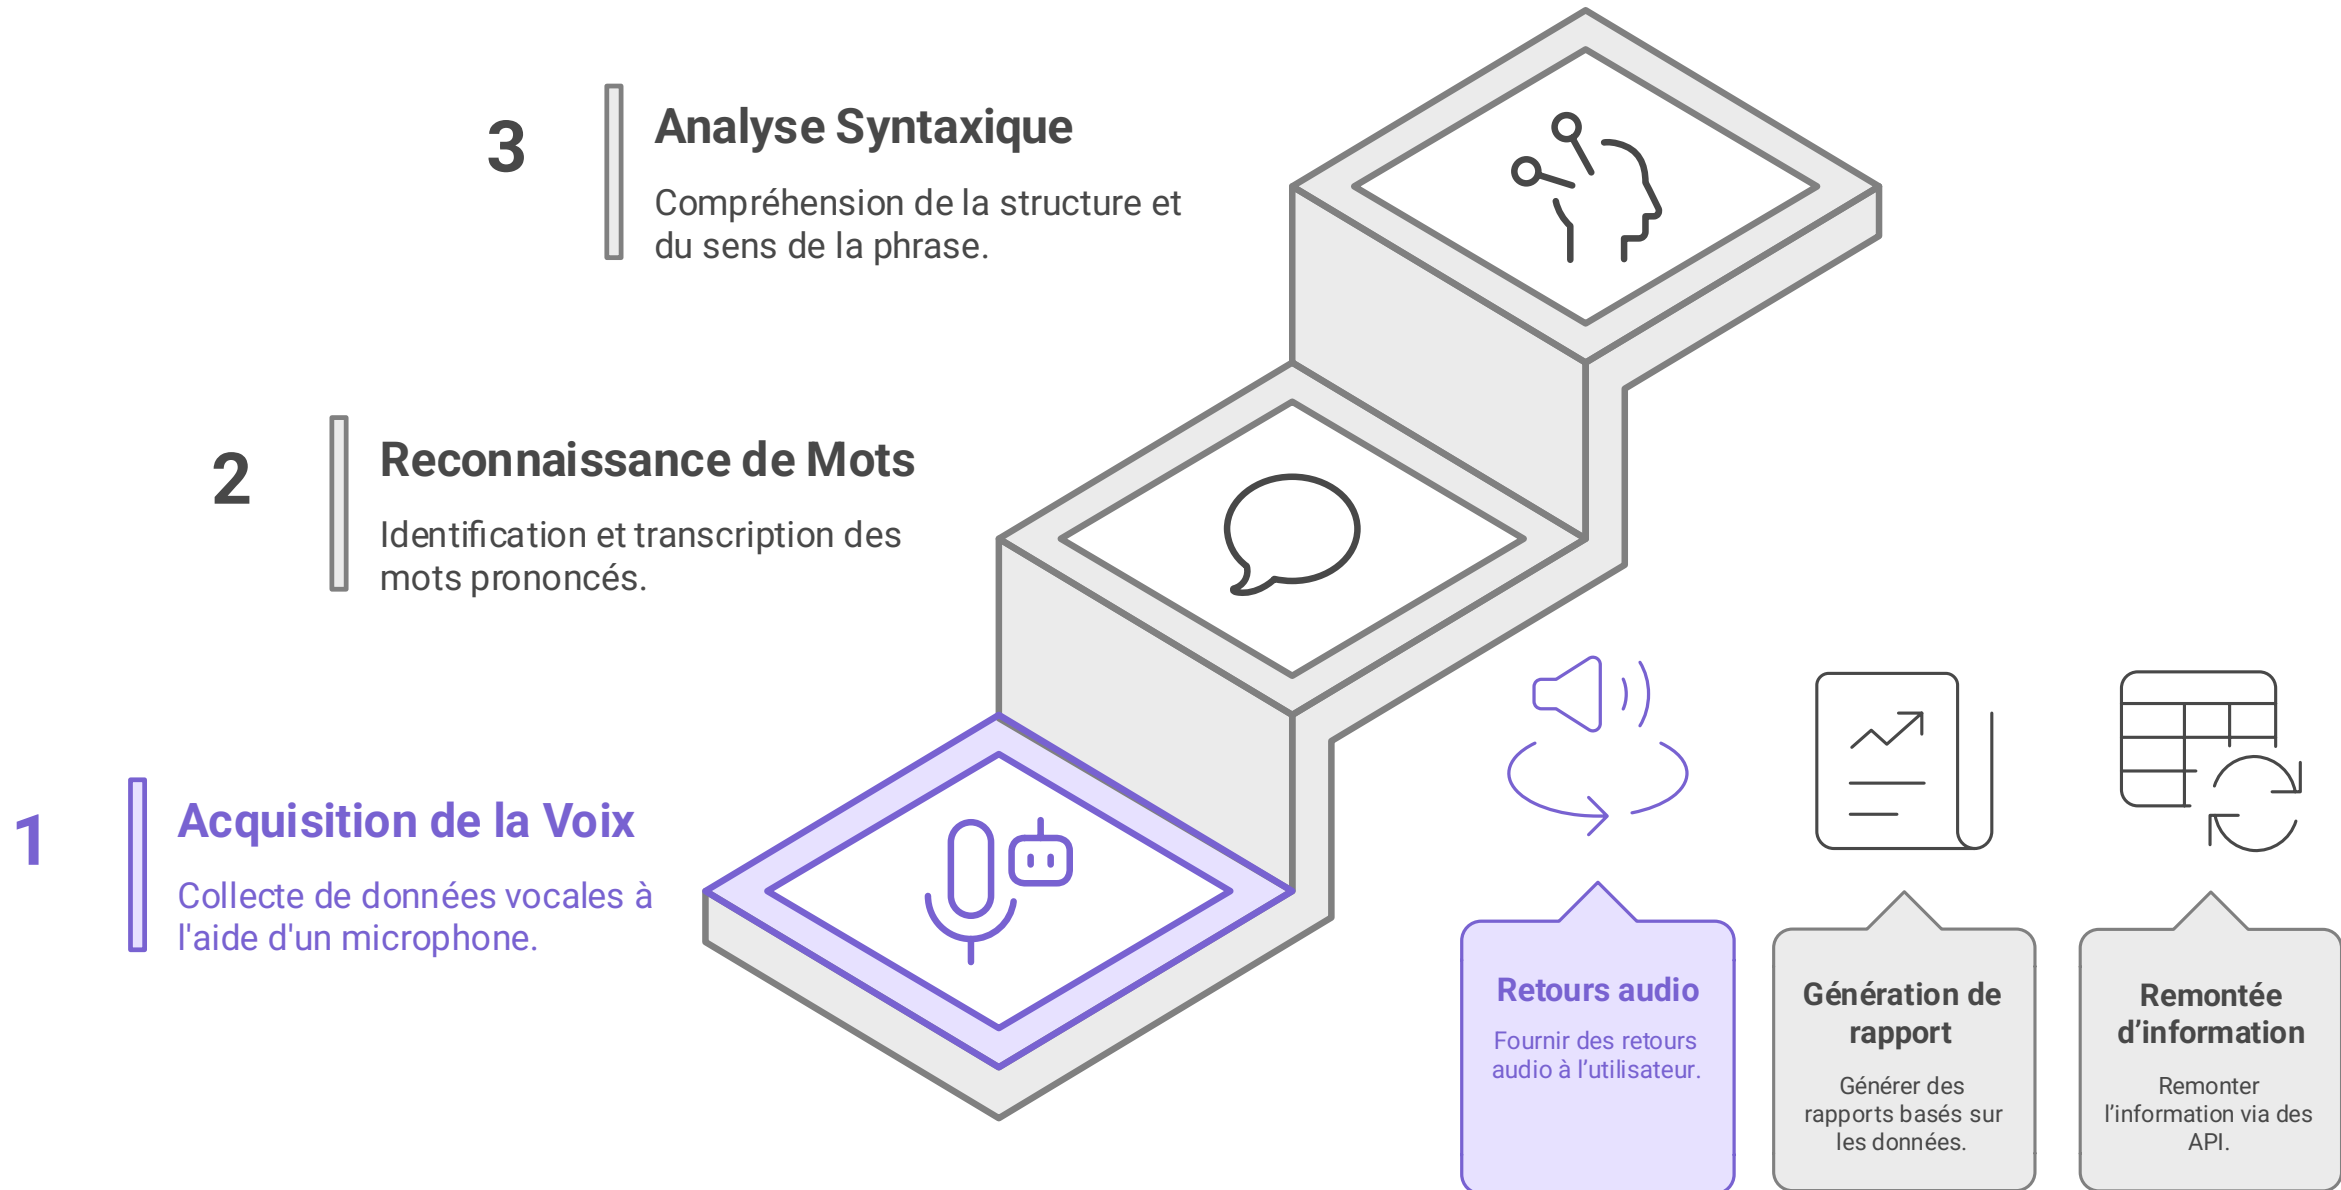 3
Analyse Syntaxique
Compréhension de la structure et
du sens de la phrase.
2
Reconnaissance de Mots
Identification et transcription des
mots prononcés.
1
Acquisition de la Voix
Collecte de données vocales à
l'aide d'un microphone.
Retours audio
Fournir des retours
audio à l’utilisateur.
Génération de
rapport
Générer des
rapports basés sur
les données.
Remontée
d’information
Remonter
l’information via des
API.